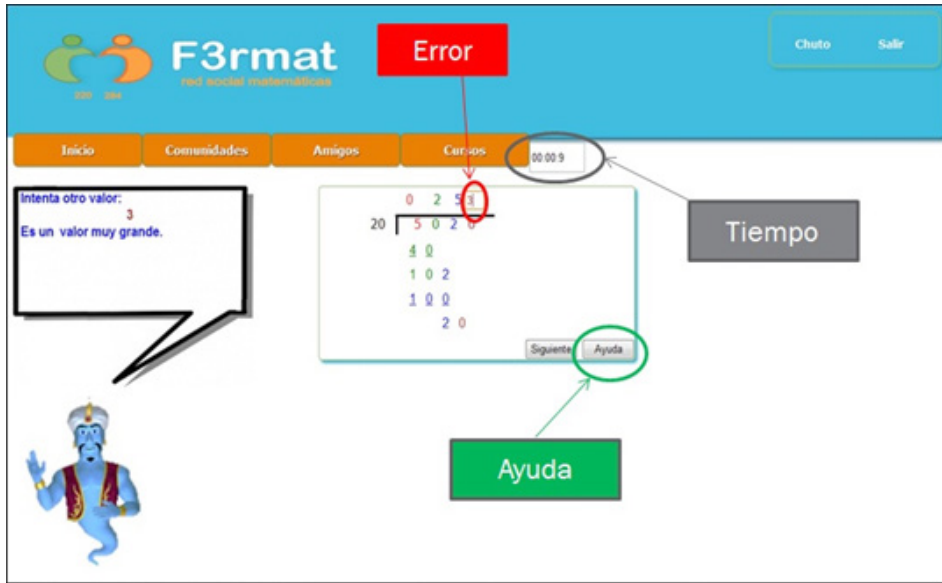 F3rmat
red social matemáticas
220 284
Error
Chuto Salir
Inicio Comunidades Amigos Cursos 00:00:9
Intenta otro valor:
3
Es un valor muy grande.
0 2 5 3
20 5 0 2 0
4 0
1 0 2
1 0 0
2 0
Siguiente Ayuda
Tiempo
Ayuda